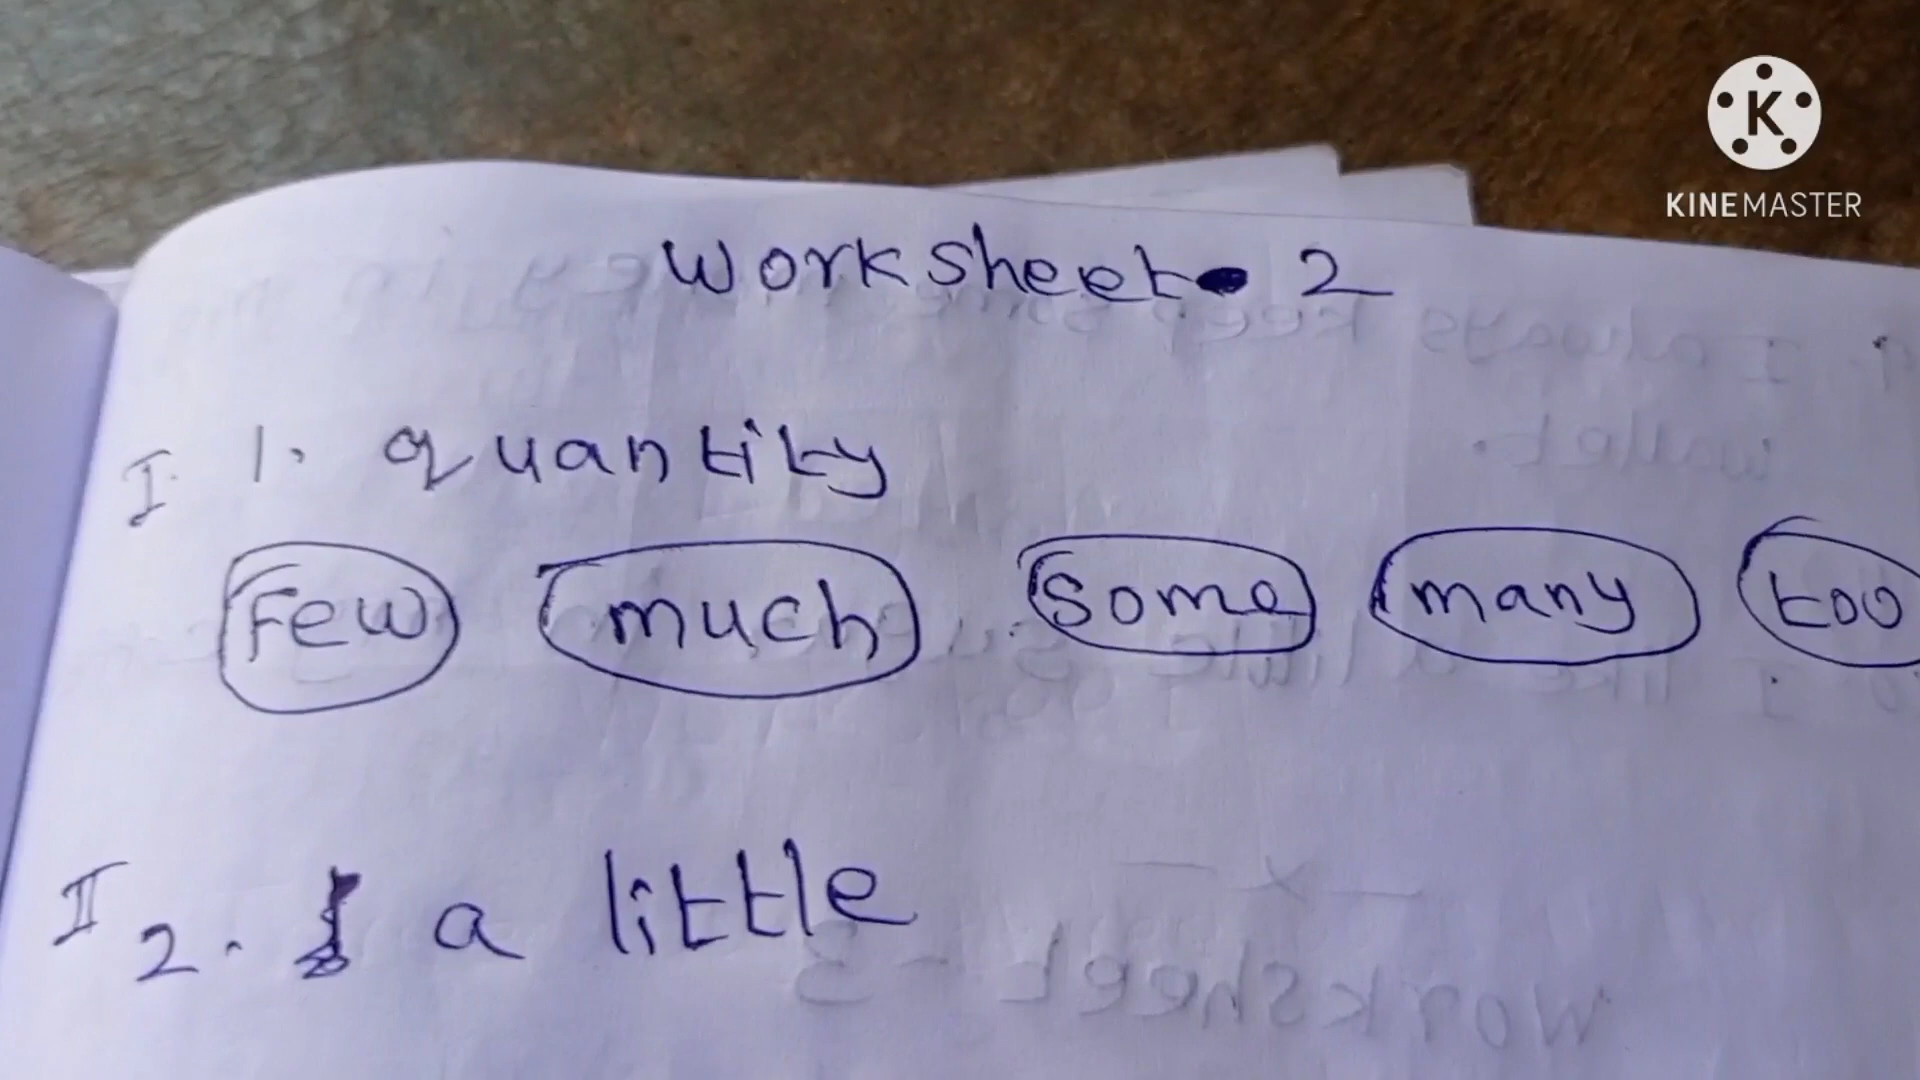 K
KINEMASTER
Worksheet - 2
I. 1. quantity
Few much some many too
II 2. a little